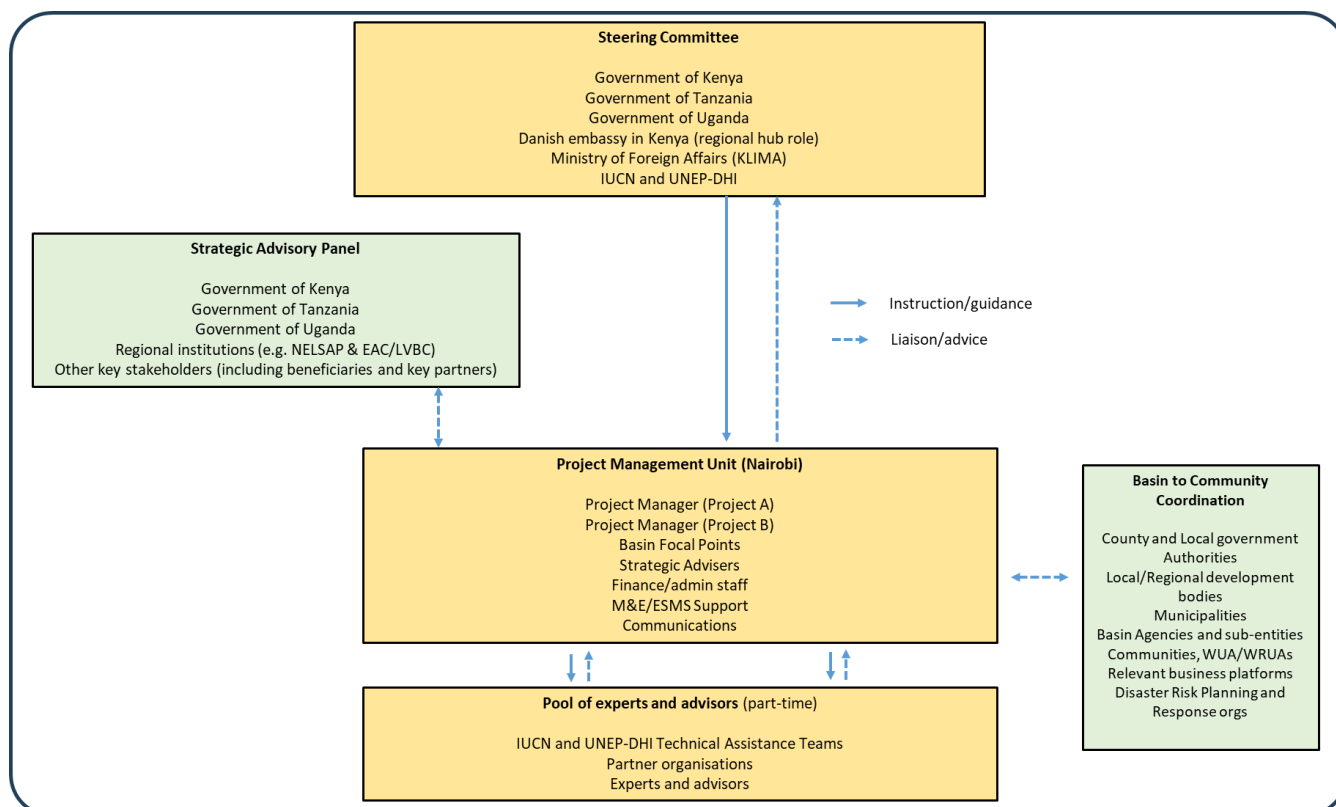 Steering Committee
Government of Kenya
Government of Tanzania
Government of Uganda
Danish embassy in Kenya (regional hub role)
Ministry of Foreign Affairs (KLIMA)
IUCN and UNEP-DHI
Strategic Advisory Panel
Government of Kenya
Government of Tanzania
Government of Uganda
Regional institutions (e.g. NELSAP & EAC/LVBC)
Other key stakeholders (including beneficiaries and key partners)
Instruction/guidance
Liaison/advice
Project Management Unit (Nairobi)
Project Manager (Project A)
Project Manager (Project B)
Basin Focal Points
Strategic Advisers
Finance/admin staff
M&E/ESMS Support
Communications
Basin to Community
Coordination
County and Local government
Authorities
Local/Regional development
bodies
Municipalities
Basin Agencies and sub-entities
Communities, WUA/WRUAs
Relevant business platforms
Disaster Risk Planning and
Response orgs
Pool of experts and advisors (part-time)
IUCN and UNEP-DHI Technical Assistance Teams
Partner organisations
Experts and advisors